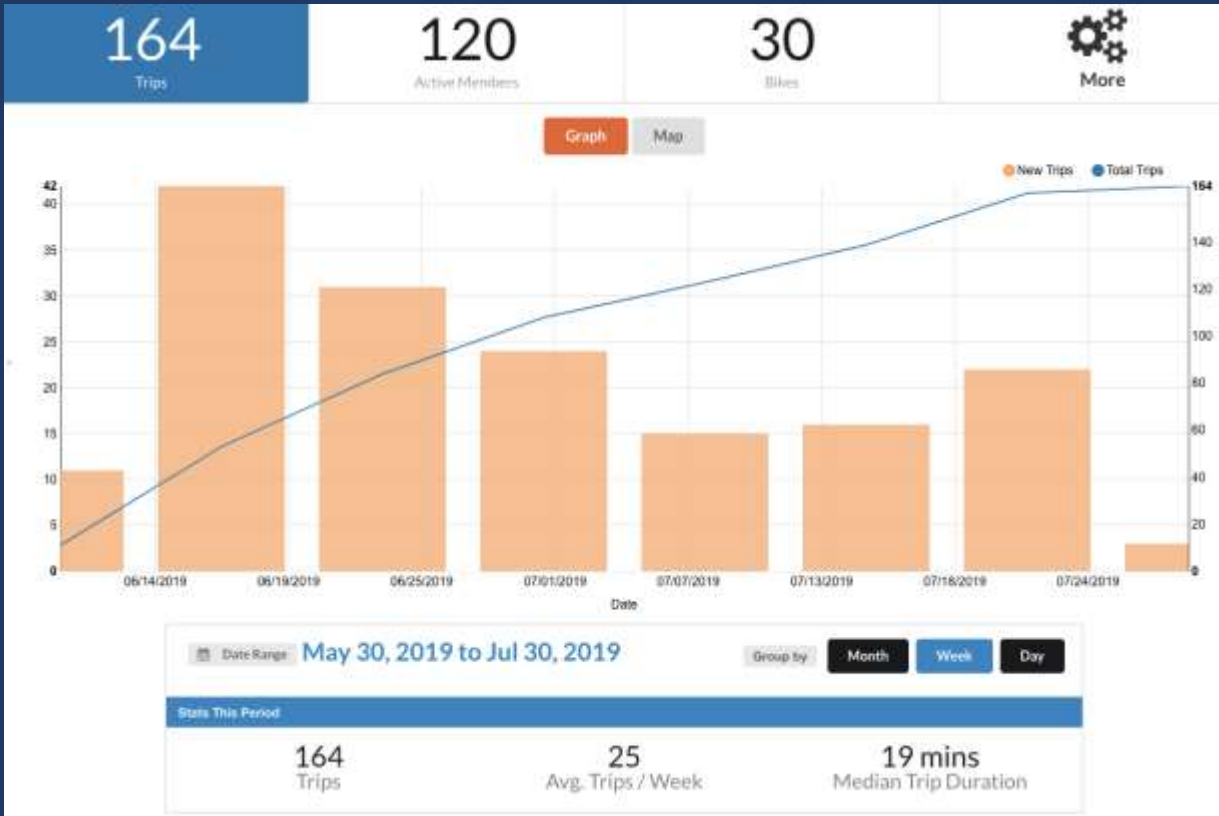 164
Trips
120
Active Members
30
Bikes
More
Graph Map
New Trips Total Trips
42
40
35
30
25
20
15
10
5
0
164
140
120
100
80
60
40
20
0
06/14/2019 06/19/2019 06/25/2019 07/01/2019 07/07/2019 07/13/2019 07/18/2019 07/24/2019
Date
Date Range May 30, 2019 to Jul 30, 2019 Group by Month Week Day
Stats This Period
164 25 19 mins
Trips Avg. Trips / Week Median Trip Duration